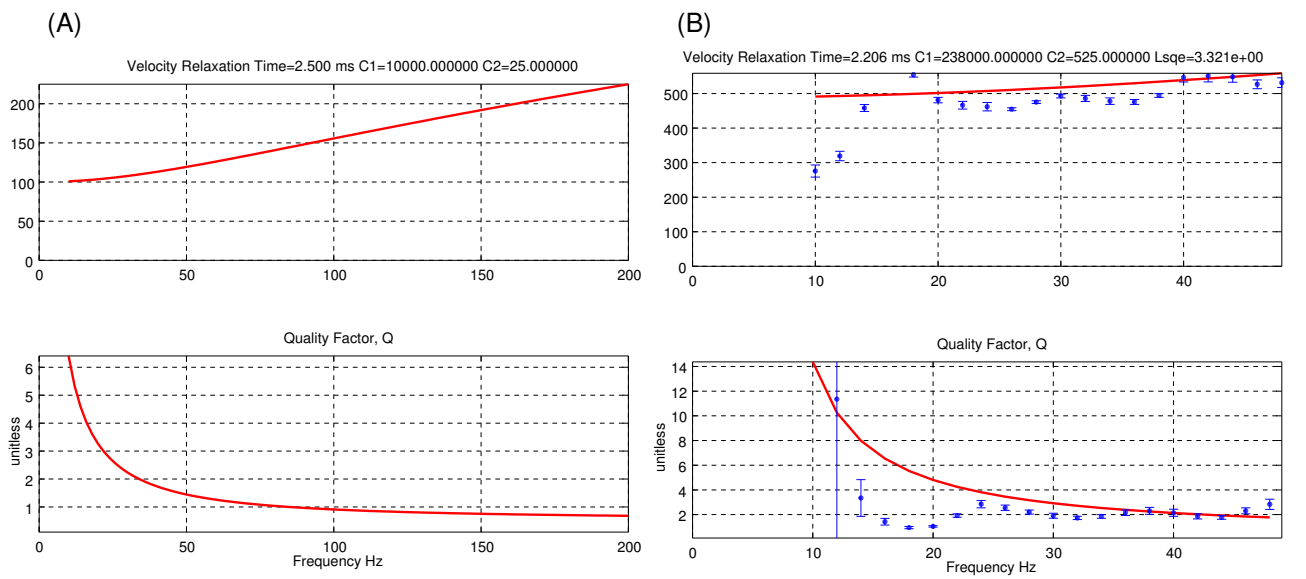 (A)
(B)
Velocity Relaxation Time=2.500 ms C1=10000.000000 C2=25.000000
200
150
100
50
0
0 50 100 150 200
Velocity Relaxation Time=2.206 ms C1=238000.000000 C2=525.000000 Lsqe=3.321e+00
500
400
300
200
100
0
0 10 20 30 40
Quality Factor, Q
6
5
4
3
2
1
unitless
0 50 100 150 200
Frequency Hz
Quality Factor, Q
14
12
10
8
6
4
2
unitless
0 10 20 30 40
Frequency Hz